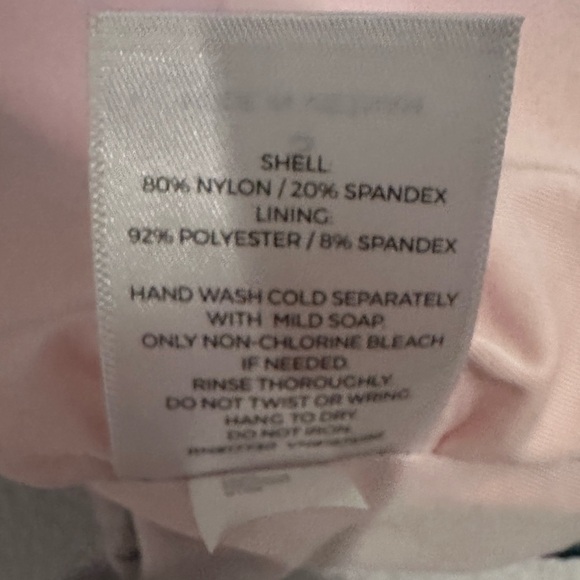 SHELL:
80% NYLON / 20% SPANDEX
LINING:
92% POLYESTER / 8% SPANDEX
HAND WASH COLD SEPARATELY
WITH MILD SOAP.
ONLY NON-CHLORINE BLEACH
IF NEEDED.
RINSE THOROUGHLY.
DO NOT TWIST OR WRING.
HANG TO DRY.
DO NOT IRON.